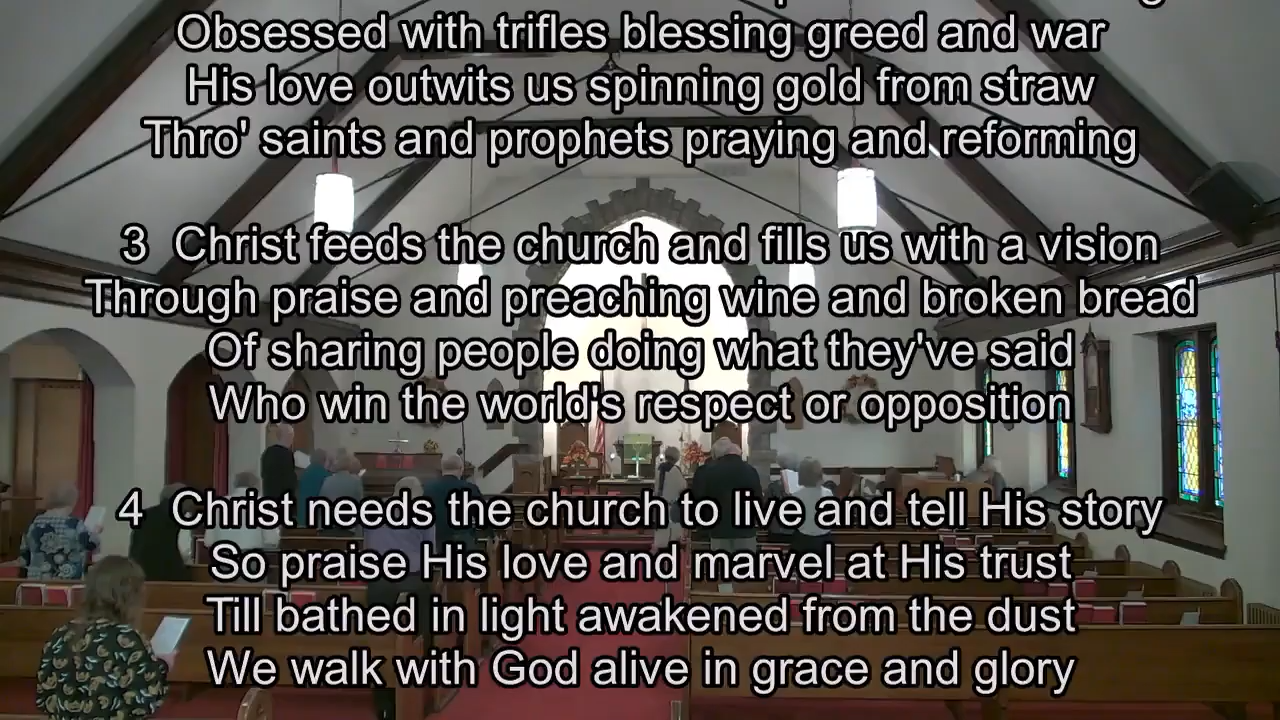 Obsessed with trifles blessing greed and war
His love outwits us spinning gold from straw
Thro' saints and prophets praying and reforming
3 Christ feeds the church and fills us with a vision
Through praise and preaching wine and broken bread
Of sharing people doing what they've said
Who win the world's respect or opposition
4 Christ needs the church to live and tell His story
So praise His love and marvel at His trust
Till bathed in light awakened from the dust
We walk with God alive in grace and glory